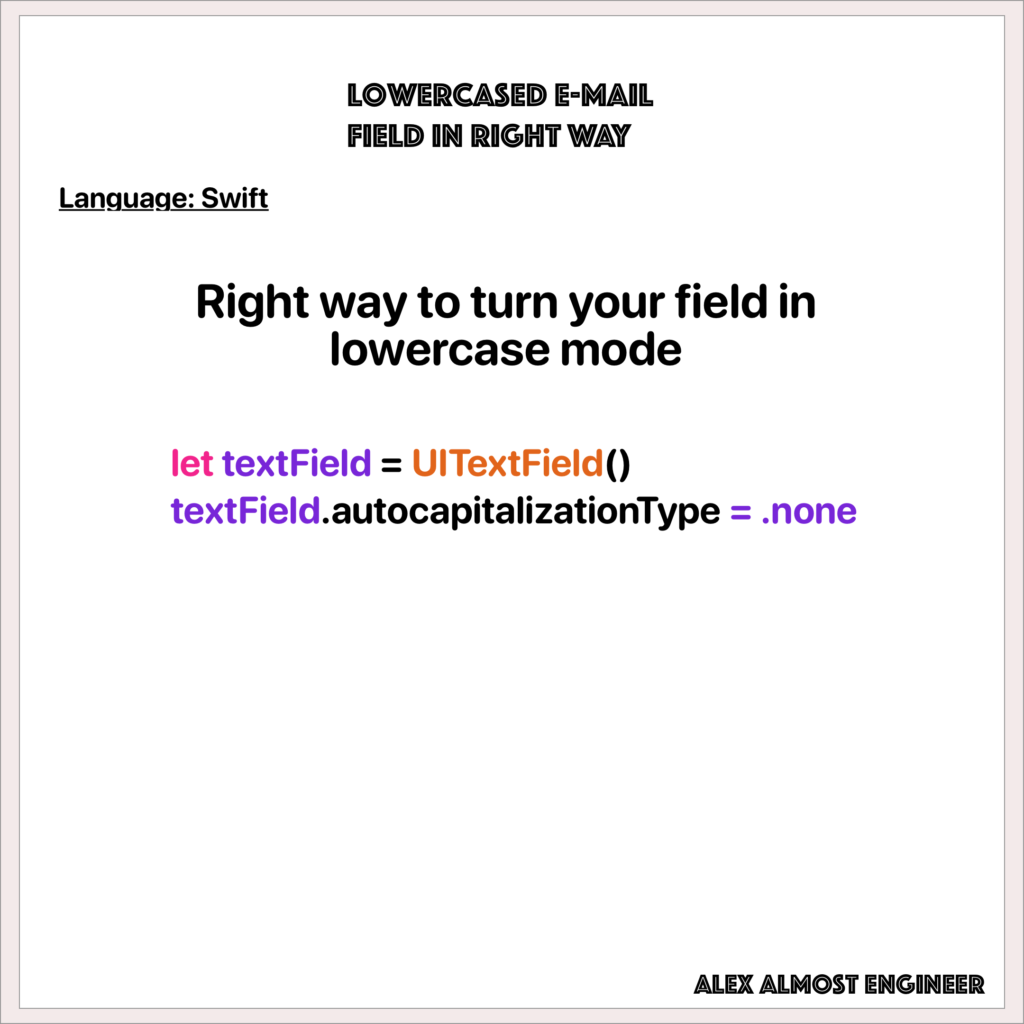 LOWERCASED E-MAIL
FIELD IN RIGHT WAY
Language: Swift
Right way to turn your field in
lowercase mode
let textField = UITextField()
textField.autocapitalizationType = .none
ALEX ALMOST ENGINEER